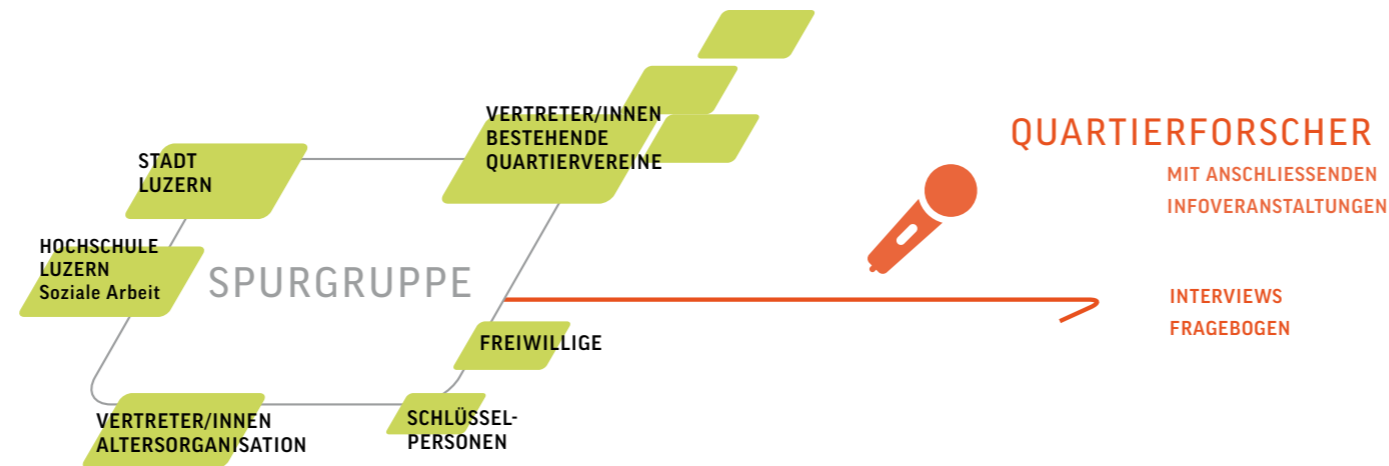 VERTRETER/INNEN
BESTEHENDE
QUARTIERVEREINE
STADT
LUZERN
HOCHSCHULE
LUZERN
Soziale Arbeit
SPURGRUPPE
FREIWILLIGE
SCHLÜSSEL-
PERSONEN
VERTRETER/INNEN
ALTERSORGANISATION
QUARTIERFORSCHER
MIT ANSCHLIESSENDEN
INFOVERANSTALTUNGEN
INTERVIEWS
FRAGEBOGEN